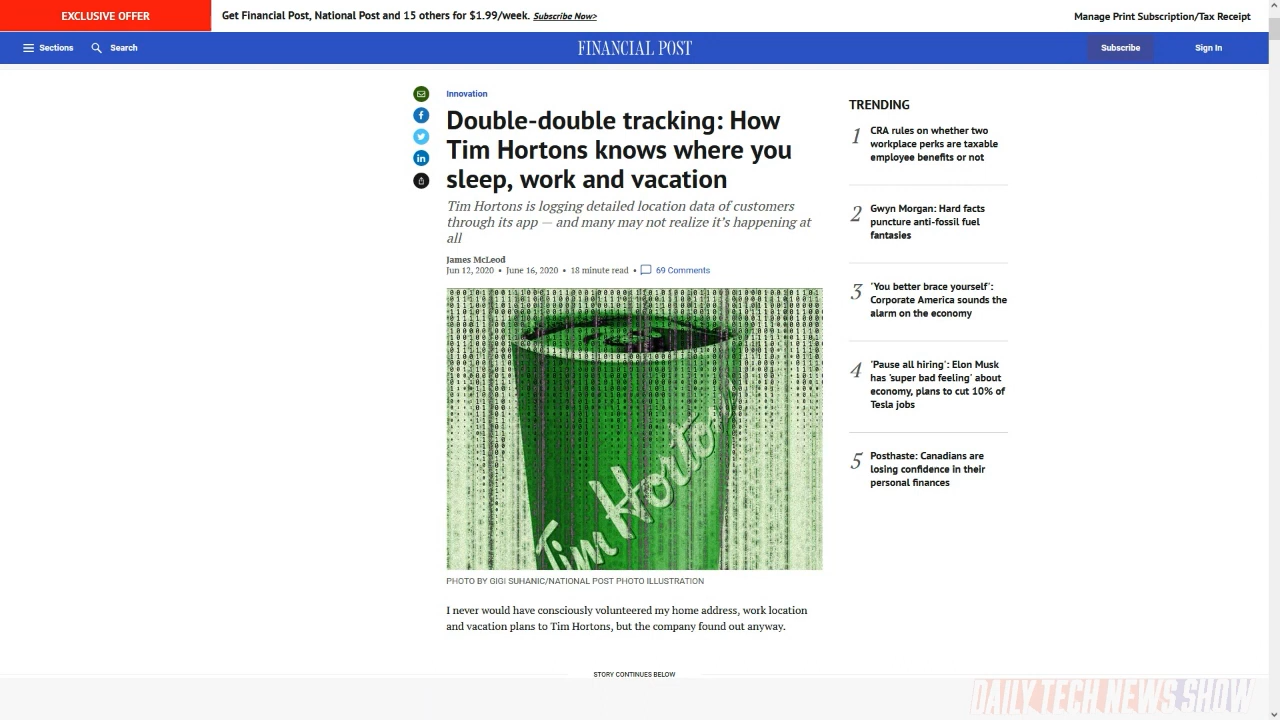 EXCLUSIVE OFFER
Get Financial Post, National Post and 15 others for $1.99/week. Subscribe Now>
Manage Print Subscription/Tax Receipt
Sections
Search
FINANCIAL POST
Subscribe
Sign In
Innovation
Double-double tracking: How
Tim Hortons knows where you
sleep, work and vacation
Tim Hortons is logging detailed location data of customers
through its app — and many may not realize it's happening at
all
James McLeod
Jun 12, 2020 • June 16, 2020 • 18 minute read • 69 Comments
Tim Horton
PHOTO BY GIGI SUHANIC/NATIONAL POST PHOTO ILLUSTRATION
I never would have consciously volunteered my home address, work location
and vacation plans to Tim Hortons, but the company found out anyway.
STORY CONTINUES BELOW
TRENDING
1
CRA rules on whether two
workplace perks are taxable
employee benefits or not
2
Gwyn Morgan: Hard facts
puncture anti-fossil fuel
fantasies
3
'You better brace yourself':
Corporate America sounds the
alarm on the economy
4
'Pause all hiring': Elon Musk
has 'super bad feeling' about
economy, plans to cut 10% of
Tesla jobs
5
Posthaste: Canadians are
losing confidence in their
personal finances
DAILY TECH NEWS SHOW